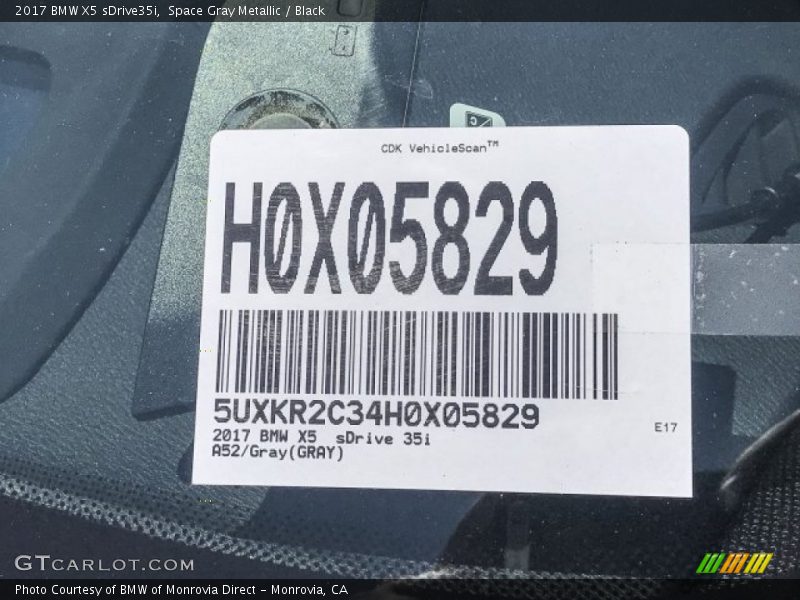 2017 BMW X5 sDrive35i,  Space Gray Metallic / Black
CDK VehicleScan™
H0X05829
5UXKR2C34H0X05829
2017 BMW X5  sDrive 35i
A52/Gray(GRAY)
E17
GTCARLOT.COM
Photo Courtesy of BMW of Monrovia Direct - Monrovia, CA